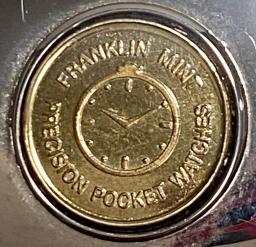 FRANKLIN MINT
PRECISION POCKET WATCHES